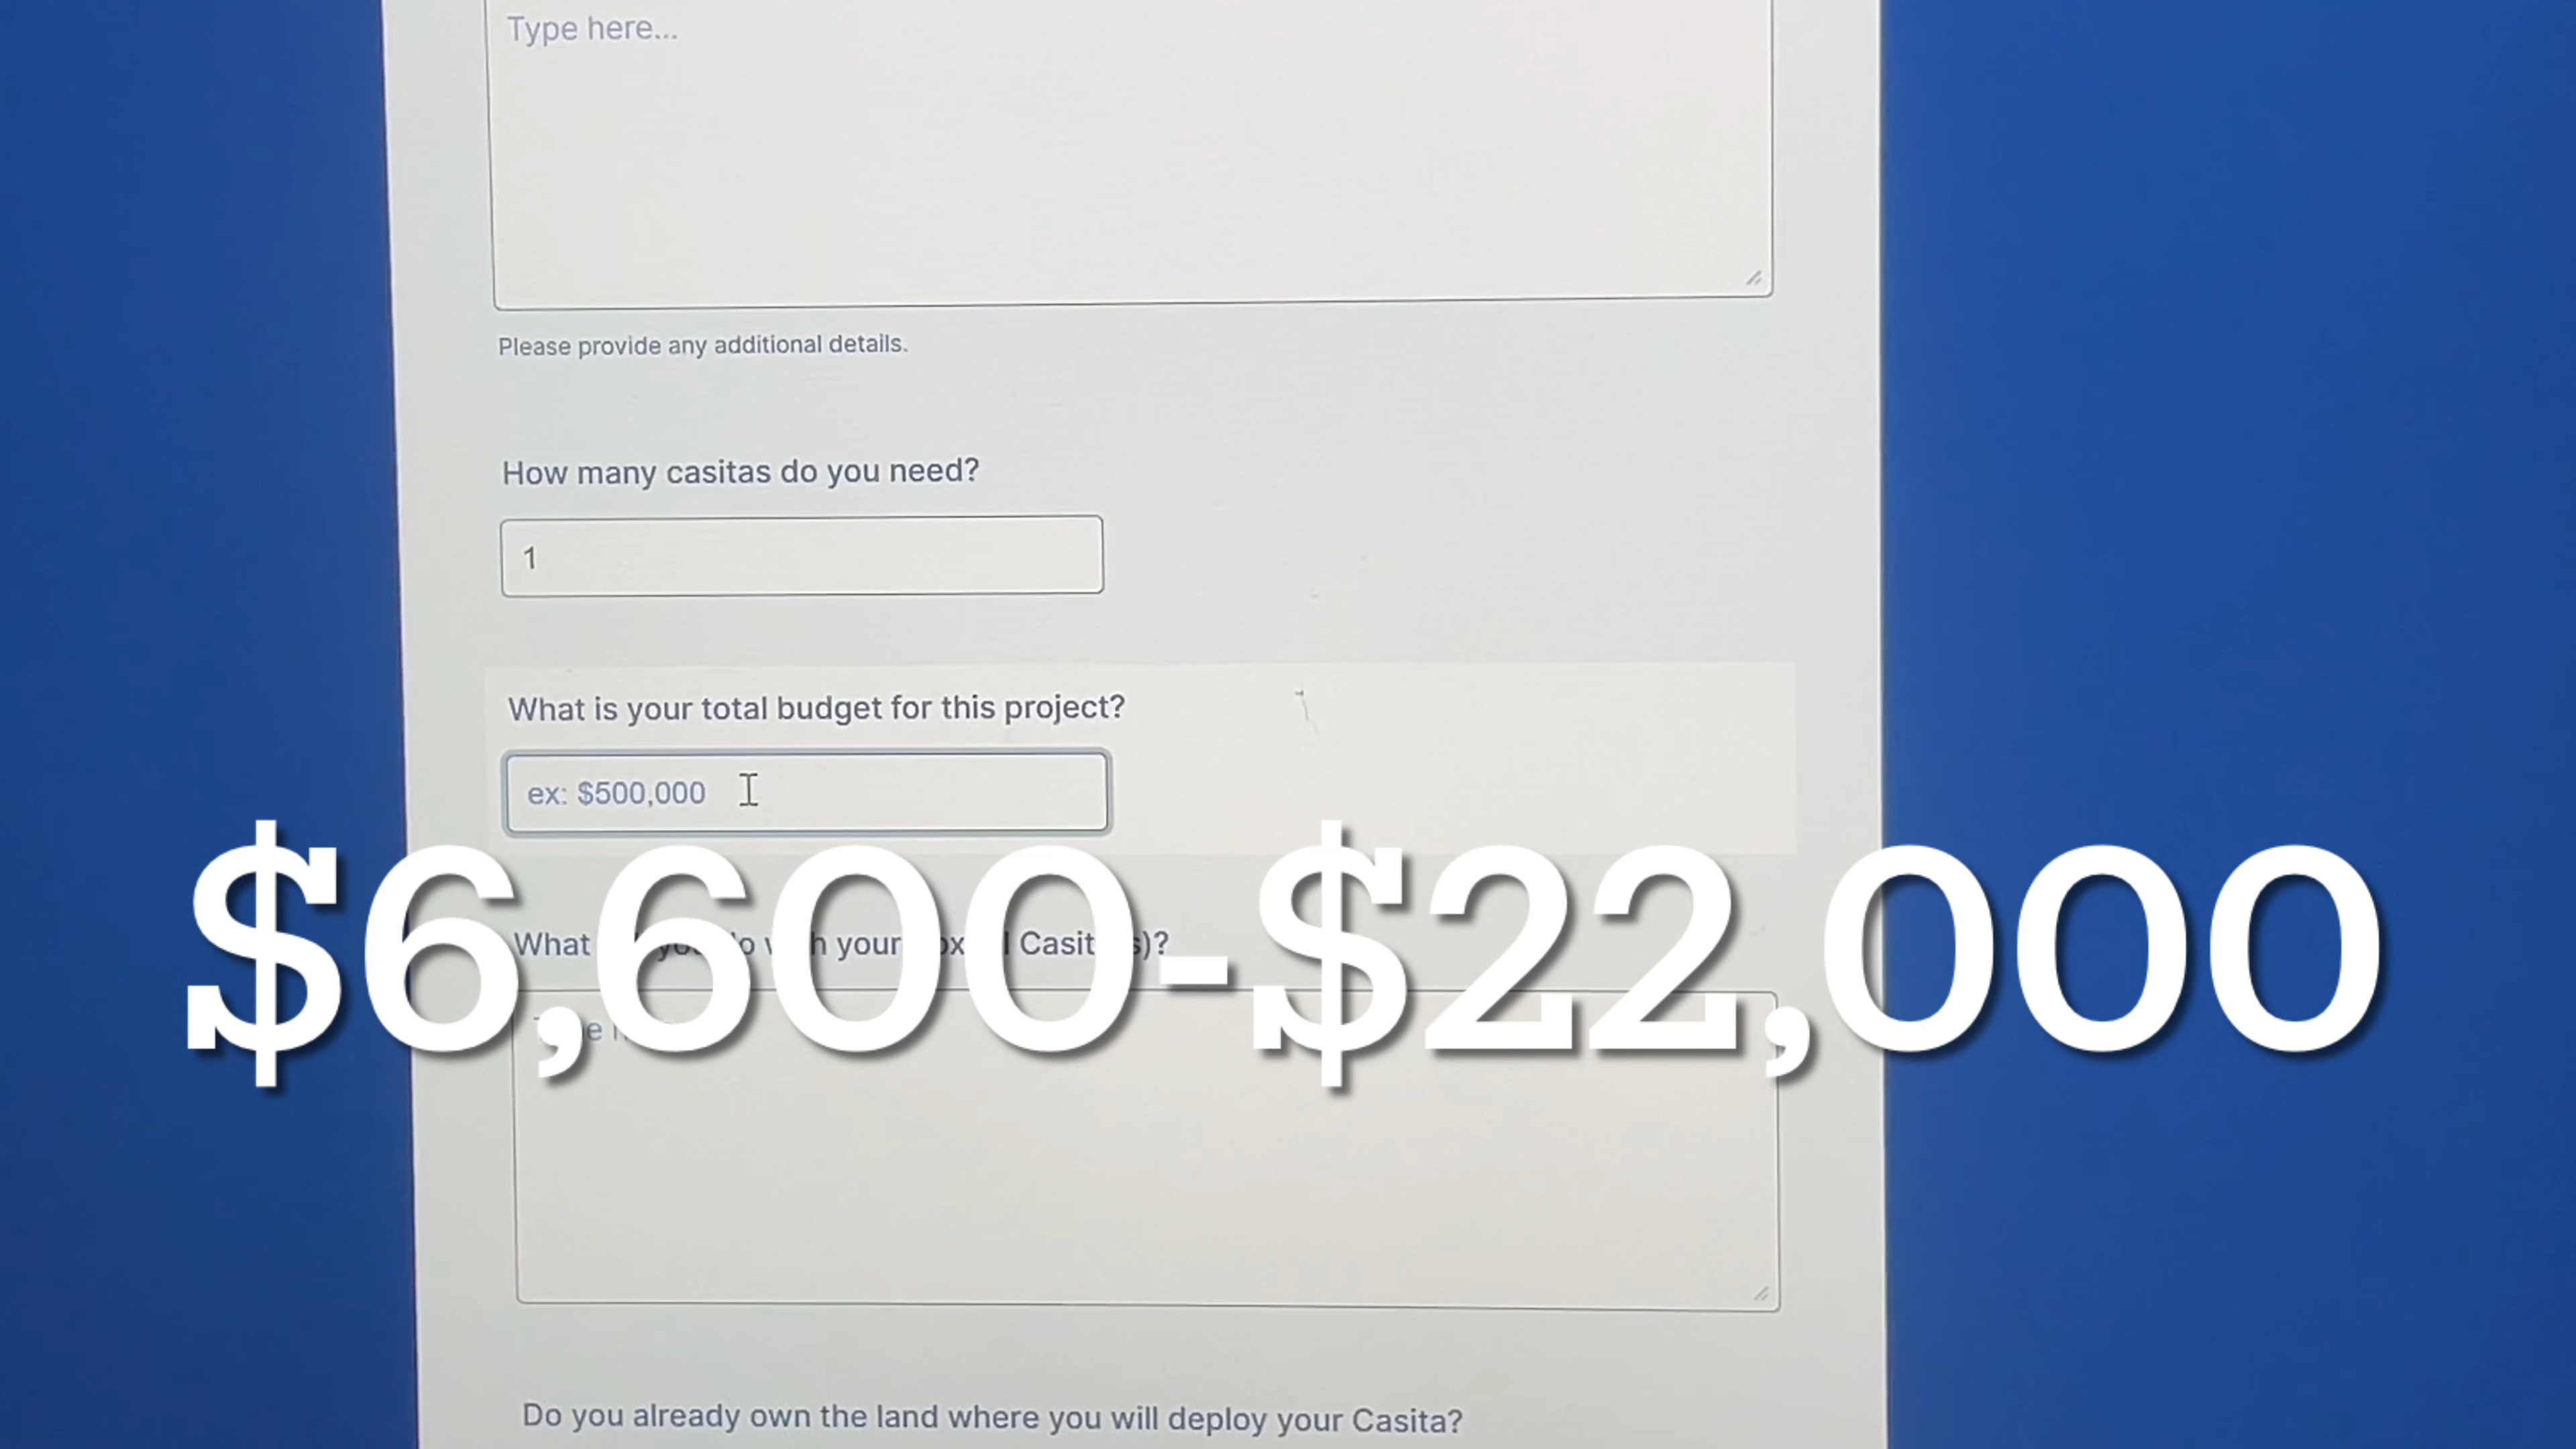 Type here...
Please provide any additional details.
How many casitas do you need?
1
What is your total budget for this project?
ex: $500,000
$6,600-$22,000
What your
Do you already own the land where you will deploy your Casita?